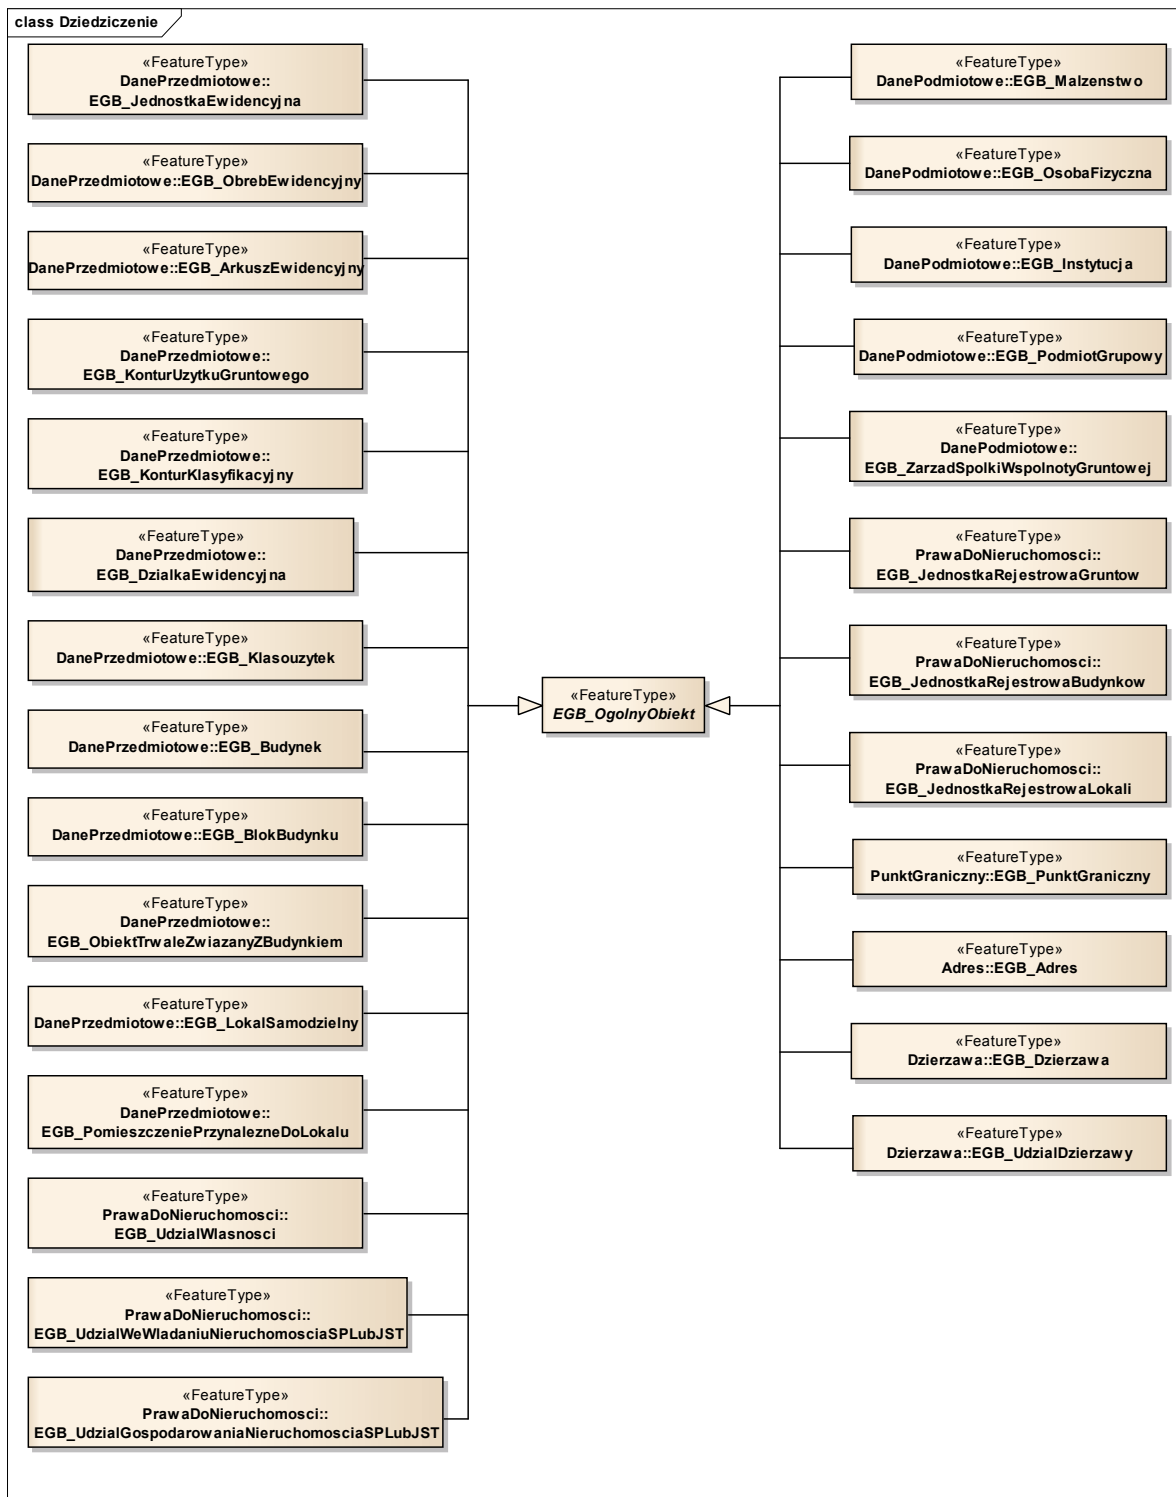 class Dziedziczenie
«FeatureType»
DanePrzedmiotowe::
EGB_JednostkaEwidencyjna
«FeatureType»
DanePrzedmiotowe::EGB_ObrebEwidencyjny
«FeatureType»
DanePrzedmiotowe::EGB_ArkuszEwidencyjny
«FeatureType»
DanePrzedmiotowe::
EGB_KonturUzytkuGruntowego
«FeatureType»
DanePrzedmiotowe::
EGB_KonturKlasyfikacyjny
«FeatureType»
DanePrzedmiotowe::
EGB_DzialkaEwidencyjna
«FeatureType»
DanePrzedmiotowe::EGB_Klasouzytek
«FeatureType»
DanePrzedmiotowe::EGB_Budynek
«FeatureType»
DanePrzedmiotowe::EGB_BlokBudynku
«FeatureType»
DanePrzedmiotowe::
EGB_ObiektTrwaleZwiazanyZBudynkiem
«FeatureType»
DanePrzedmiotowe::EGB_LokalSamodzielny
«FeatureType»
DanePrzedmiotowe::
EGB_PomieszczeniePrzynalezneDoLokalu
«FeatureType»
PrawaDoNieruchomosci::
EGB_UdzialWlasnosci
«FeatureType»
PrawaDoNieruchomosci::
EGB_UdzialWeWladaniuNieruchomosciaSPLubJST
«FeatureType»
PrawaDoNieruchomosci::
EGB_UdzialGospodarowaniaNieruchomosciaSPLubJST
«FeatureType»
EGB_OgolnyObiekt
«FeatureType»
DanePodmiotowe::EGB_Malzenstwo
«FeatureType»
DanePodmiotowe::EGB_OsobaFizyczna
«FeatureType»
DanePodmiotowe::EGB_Instytucja
«FeatureType»
DanePodmiotowe::EGB_PodmiotGrupowy
«FeatureType»
DanePodmiotowe::
EGB_ZarzadSpolkiWspolnotyGruntowej
«FeatureType»
PrawaDoNieruchomosci::
EGB_JednostkaRejestrowaGruntow
«FeatureType»
PrawaDoNieruchomosci::
EGB_JednostkaRejestrowaBudynkow
«FeatureType»
PrawaDoNieruchomosci::
EGB_JednostkaRejestrowaLokali
«FeatureType»
PunktGraniczny::EGB_PunktGraniczny
«FeatureType»
Adres::EGB_Adres
«FeatureType»
Dzierzawa::EGB_Dzierzawa
«FeatureType»
Dzierzawa::EGB_UdzialDzierzawy